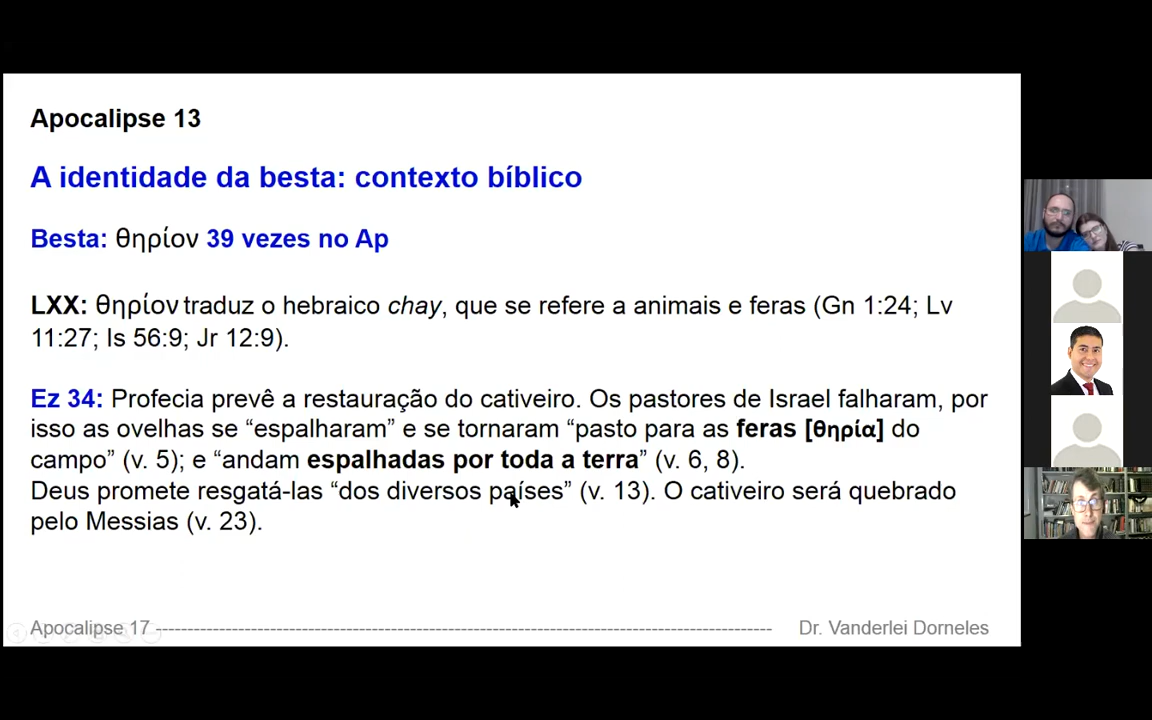 Apocalipse 13
A identidade da besta: contexto bíblico
Besta: θηρίον 39 vezes no Ap
LXX: θηρίον traduz o hebraico chay, que se refere a animais e feras (Gn 1:24; Lv
11:27; Is 56:9; Jr 12:9).
Ez 34: Profecia prevê a restauração do cativeiro. Os pastores de Israel falharam, por
isso as ovelhas se “espalharam” e se tornaram “pasto para as feras [θηρία] do
campo” (v. 5); e “andam espalhadas por toda a terra” (v. 6, 8).
Deus promete resgatá-las “dos diversos países” (v. 13). O cativeiro será quebrado
pelo Messias (v. 23).
Apocalipse 17 ---------------------------------------------------------------------------------------- Dr. Vanderlei Dorneles